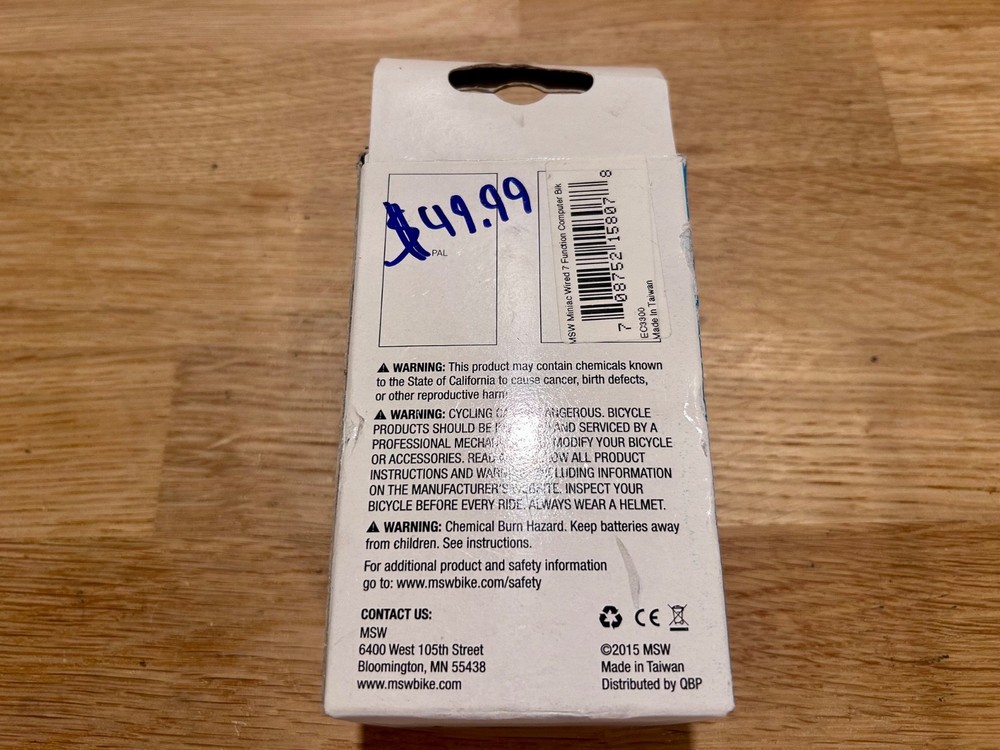 $49.99
PAL
MSW Miniac Wired 7 Function Computer Blk
7 08752 15807 8
EC3300
Made In Taiwan
⚠ WARNING: This product may contain chemicals known
to the State of California to cause cancer, birth defects,
or other reproductive harm
⚠ WARNING: CYCLING DANGEROUS. BICYCLE
PRODUCTS SHOULD BE AND SERVICED BY A
PROFESSIONAL MODIFY YOUR BICYCLE
OR ACCESSORIES. READ ALL PRODUCT
INSTRUCTIONS AND INCLUDING INFORMATION
ON THE MANUFACTURER'S WEBSITE. INSPECT YOUR
BICYCLE BEFORE EVERY RIDE. ALWAYS WEAR A HELMET.
⚠ WARNING: Chemical Burn Hazard. Keep batteries away
from children. See instructions.
For additional product and safety information
go to: www.mswbike.com/safety
CONTACT US:
MSW
6400 West 105th Street
Bloomington, MN 55438
www.mswbike.com
CE
©2015 MSW
Made in Taiwan
Distributed by QBP